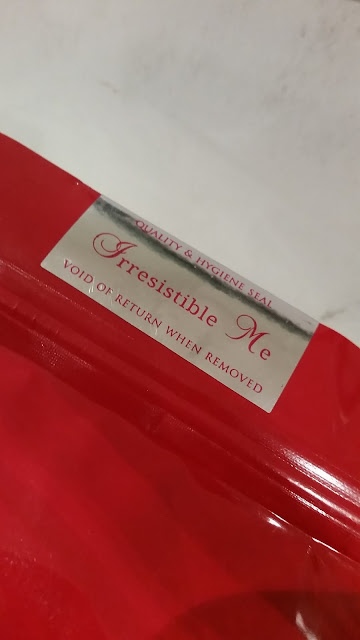 QUALITY & HYGIENE SEAL
Irresistible Me
VOID OF RETURN WHEN REMOVED